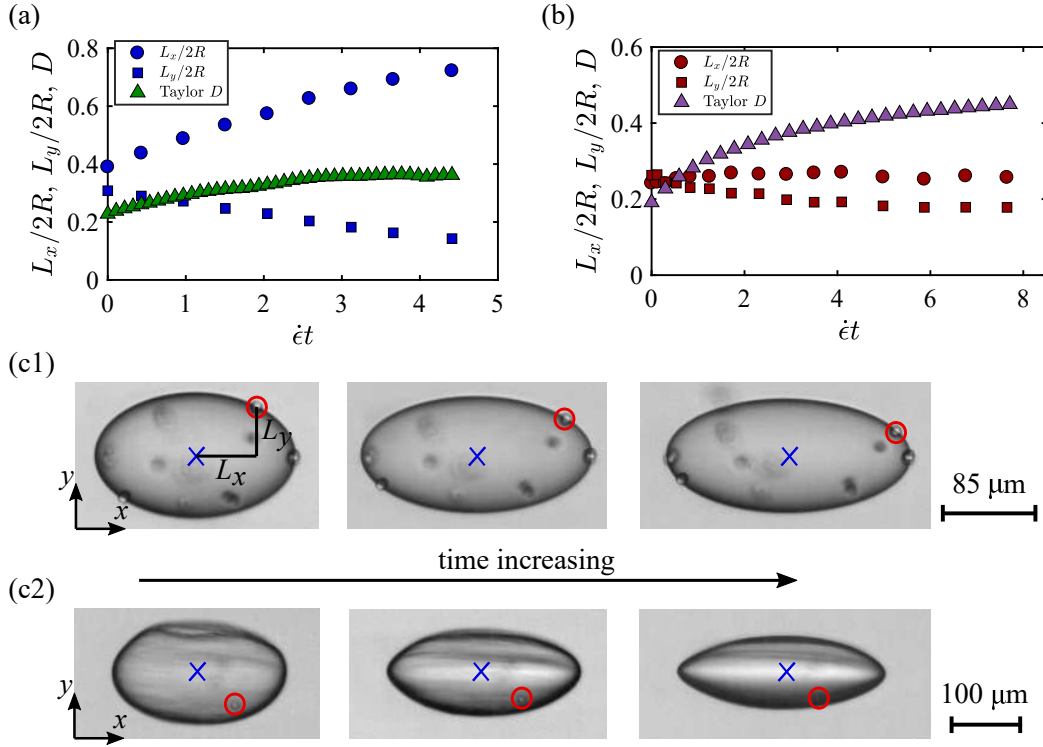 (a)
(b)
L_x/2R, L_y/2R, D
0.8
0.6
0.4
0.2
0
L_x/2R
L_y/2R
Taylor D
0 1 2 3 4 5
ϵ̇t
L_x/2R, L_y/2R, D
0.6
0.4
0.2
0
L_x/2R
L_y/2R
Taylor D
0 2 4 6 8
ϵ̇t
(c1)
L_y
L_x
y
x
85 μm
time increasing
(c2)
y
x
100 μm